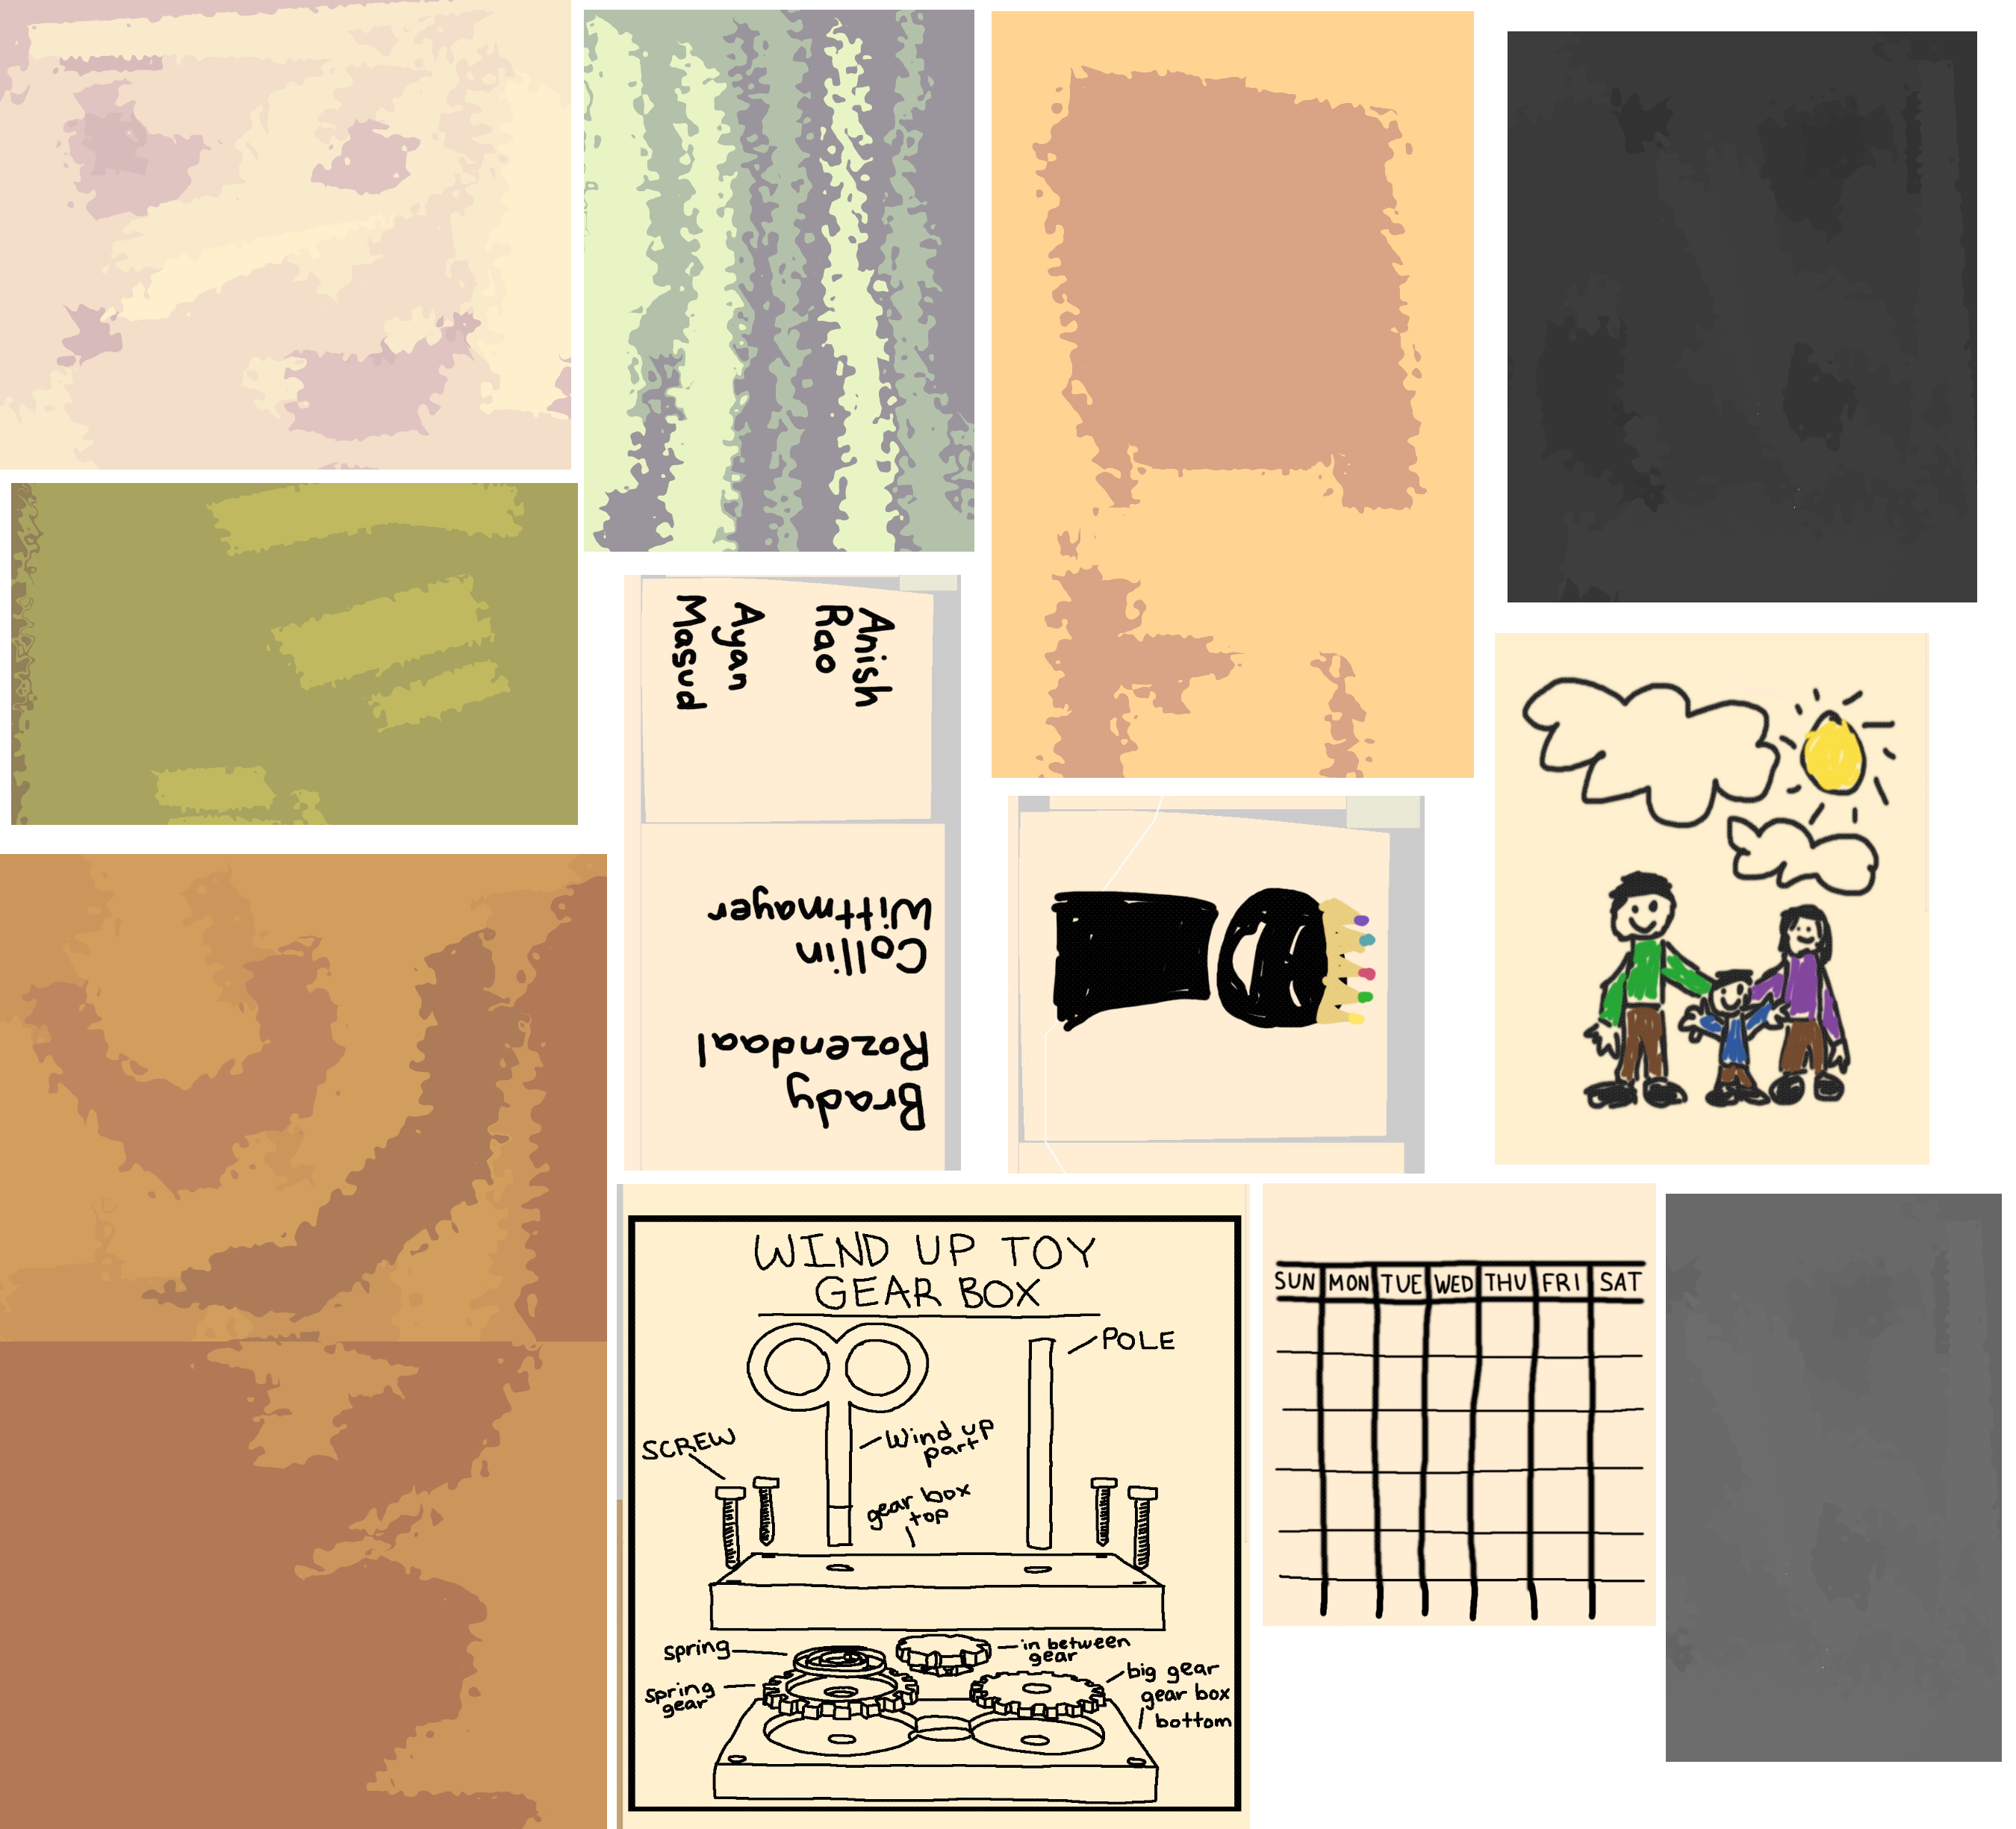 Anish
Rao
Ayan
Masud
Brady
Rozendaal
Collin
Wittmayer
WIND UP TOY
GEAR BOX
POLE
Wind up
part
SCREW
gear box
top
spring
in between
gear
spring
gear
big gear
gear box
bottom
SUN MON TUE WED THU FRI SAT